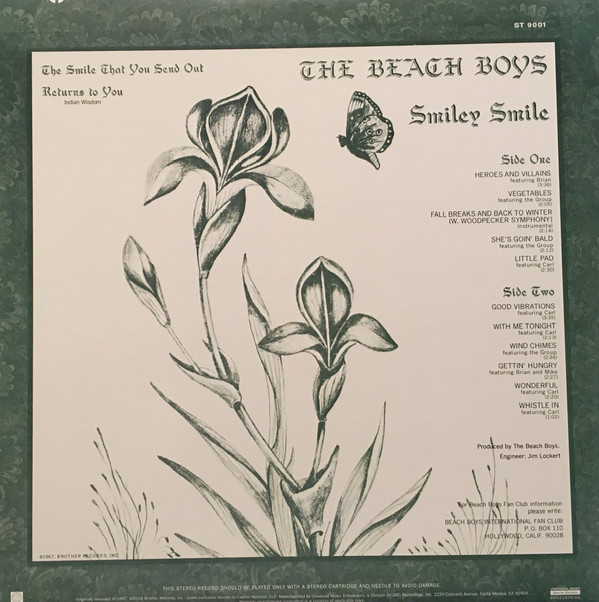 ST 9001
The Smile That You Send Out
Returns to You
Indian Wisdom
THE BEACH BOYS
Smiley Smile
Side One
HEROES AND VILLAINS
featuring Brian
(3:36)
VEGETABLES
featuring the Group
(2:05)
FALL BREAKS AND BACK TO WINTER
(W. WOODPECKER SYMPHONY)
Instrumental
(2:14)
SHE'S GOIN' BALD
featuring the Group
(2:12)
LITTLE PAD
featuring Carl
(2:30)
Side Two
GOOD VIBRATIONS
featuring Carl
(3:35)
WITH ME TONIGHT
featuring Carl
(2:13)
WIND CHIMES
featuring the Group
(2:36)
GETTIN' HUNGRY
featuring Brian and Mike
(2:27)
WONDERFUL
featuring Carl
(2:20)
WHISTLE IN
featuring Carl
(1:02)
Produced by The Beach Boys.
Engineer: Jim Lockert
For Beach Boys Fan Club information
please write:
BEACH BOYS INTERNATIONAL FAN CLUB
P.O. BOX 110
HOLLYWOOD, CALIF. 90028
©1967, BROTHER RECORDS, INC.
THIS STEREO RECORD SHOULD BE PLAYED ONLY WITH A STEREO CARTRIDGE AND NEEDLE TO AVOID DAMAGE.